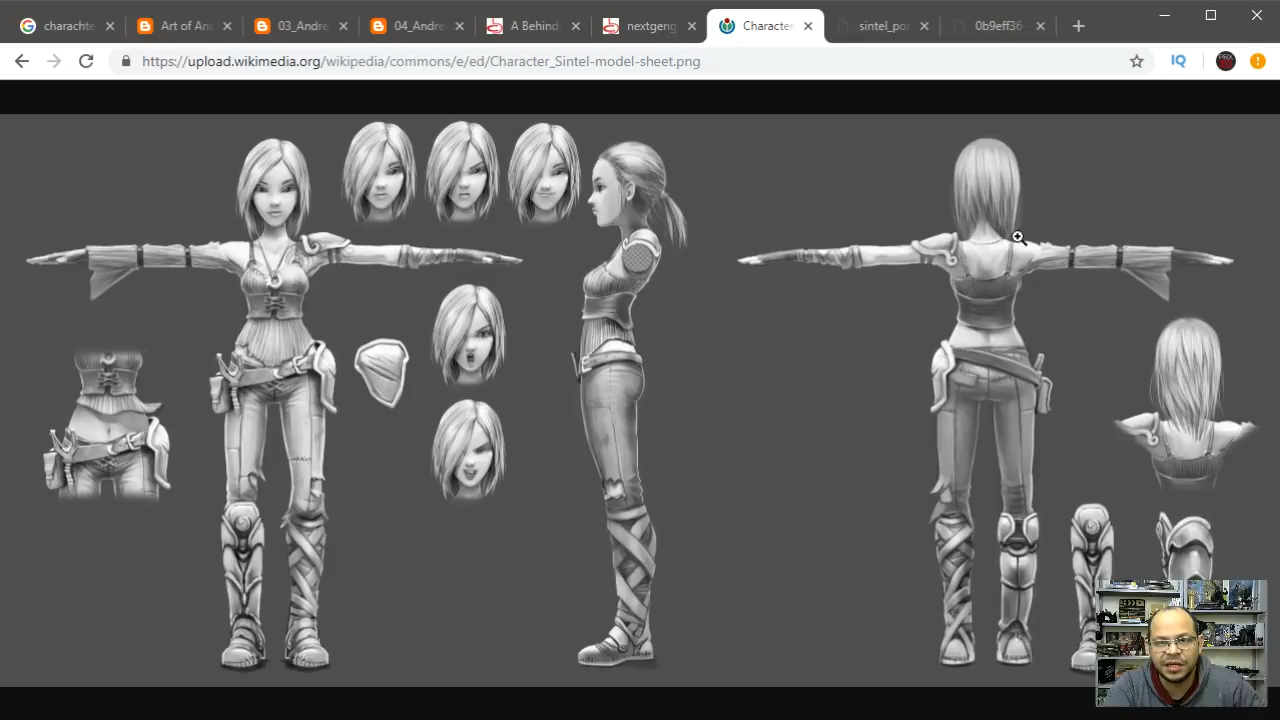 charachte
Art of An
03_Andre
04_Andre
A Behind
nextgeng
Character
sintel_po
0b9eff36-
https://upload.wikimedia.org/wikipedia/commons/e/ed/Character_Sintel-model-sheet.png
IQ